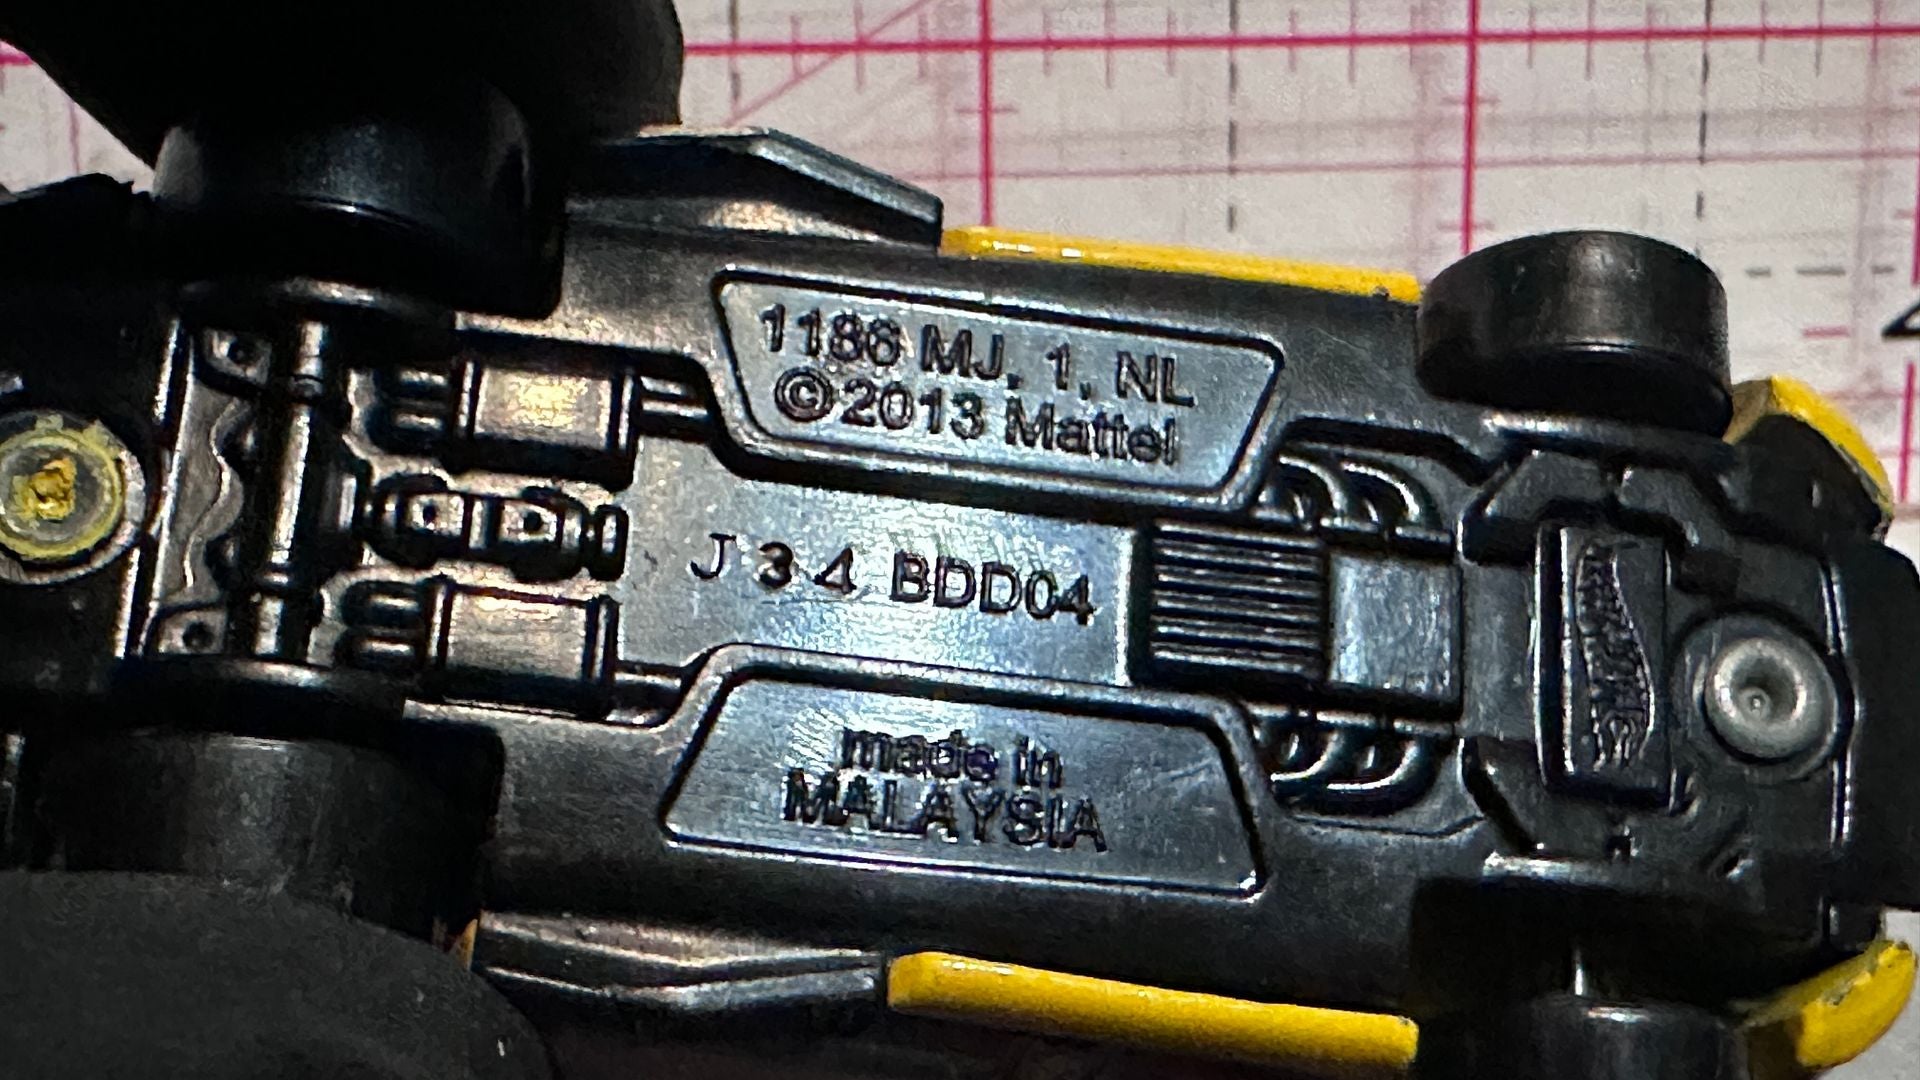 1186 MJ, 1, NL
©2013 Mattel
J 3 4 BDD04
made in
MALAYSIA